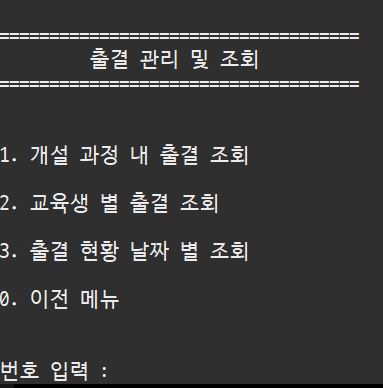 ====================================
출결 관리 및 조회
====================================
1. 개설 과정 내 출결 조회
2. 교육생 별 출결 조회
3. 출결 현황 날짜 별 조회
0. 이전 메뉴
번호 입력 :